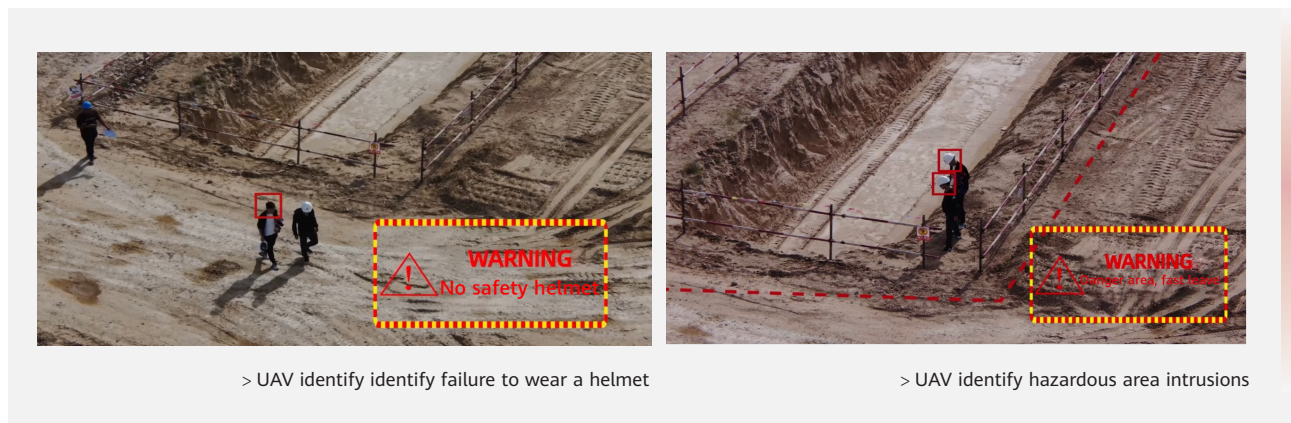 WARNING
No safety helmet
WARNING
Danger area, fast leave
> UAV identify identify failure to wear a helmet
> UAV identify hazardous area intrusions